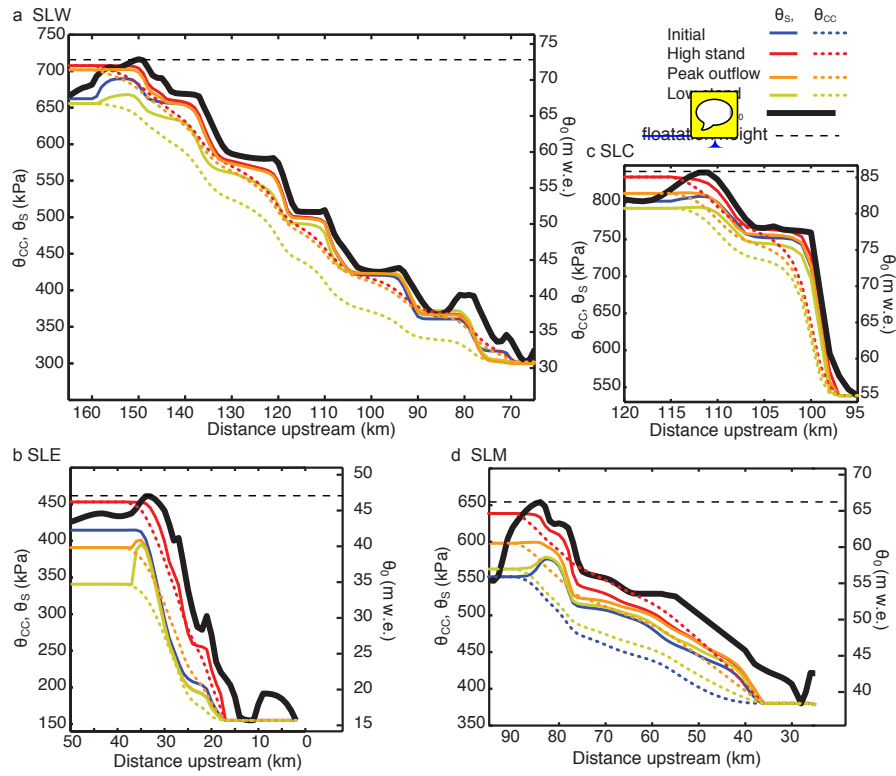 a SLW
θCC, θS (kPa)
750
700
650
600
550
500
450
400
350
300
θ0 (m w.e.)
70
65
60
55
50
45
40
35
30
160 150 140 130 120 110 100 90 80 70
Distance upstream (km)
θS, θCC
Initial
High stand
Peak outflow
c SLC
θCC, θS (kPa)
800
750
700
650
600
550
θ0 (m w.e.)
85
80
75
70
65
60
55
120 115 110 105 100 95
Distance upstream (km)
b SLE
θCC, θS (kPa)
450
400
350
300
250
200
150
θ0 (m w.e.)
50
45
40
35
30
25
20
15
50 40 30 20 10 0
Distance upstream (km)
d SLM
θCC, θS (kPa)
650
600
550
500
450
400
350
θ0 (m w.e.)
70
65
60
55
50
45
40
90 80 70 60 50 40 30
Distance upstream (km)